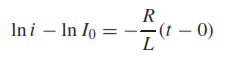 ln i − ln I₀ = −R/L (t − 0)